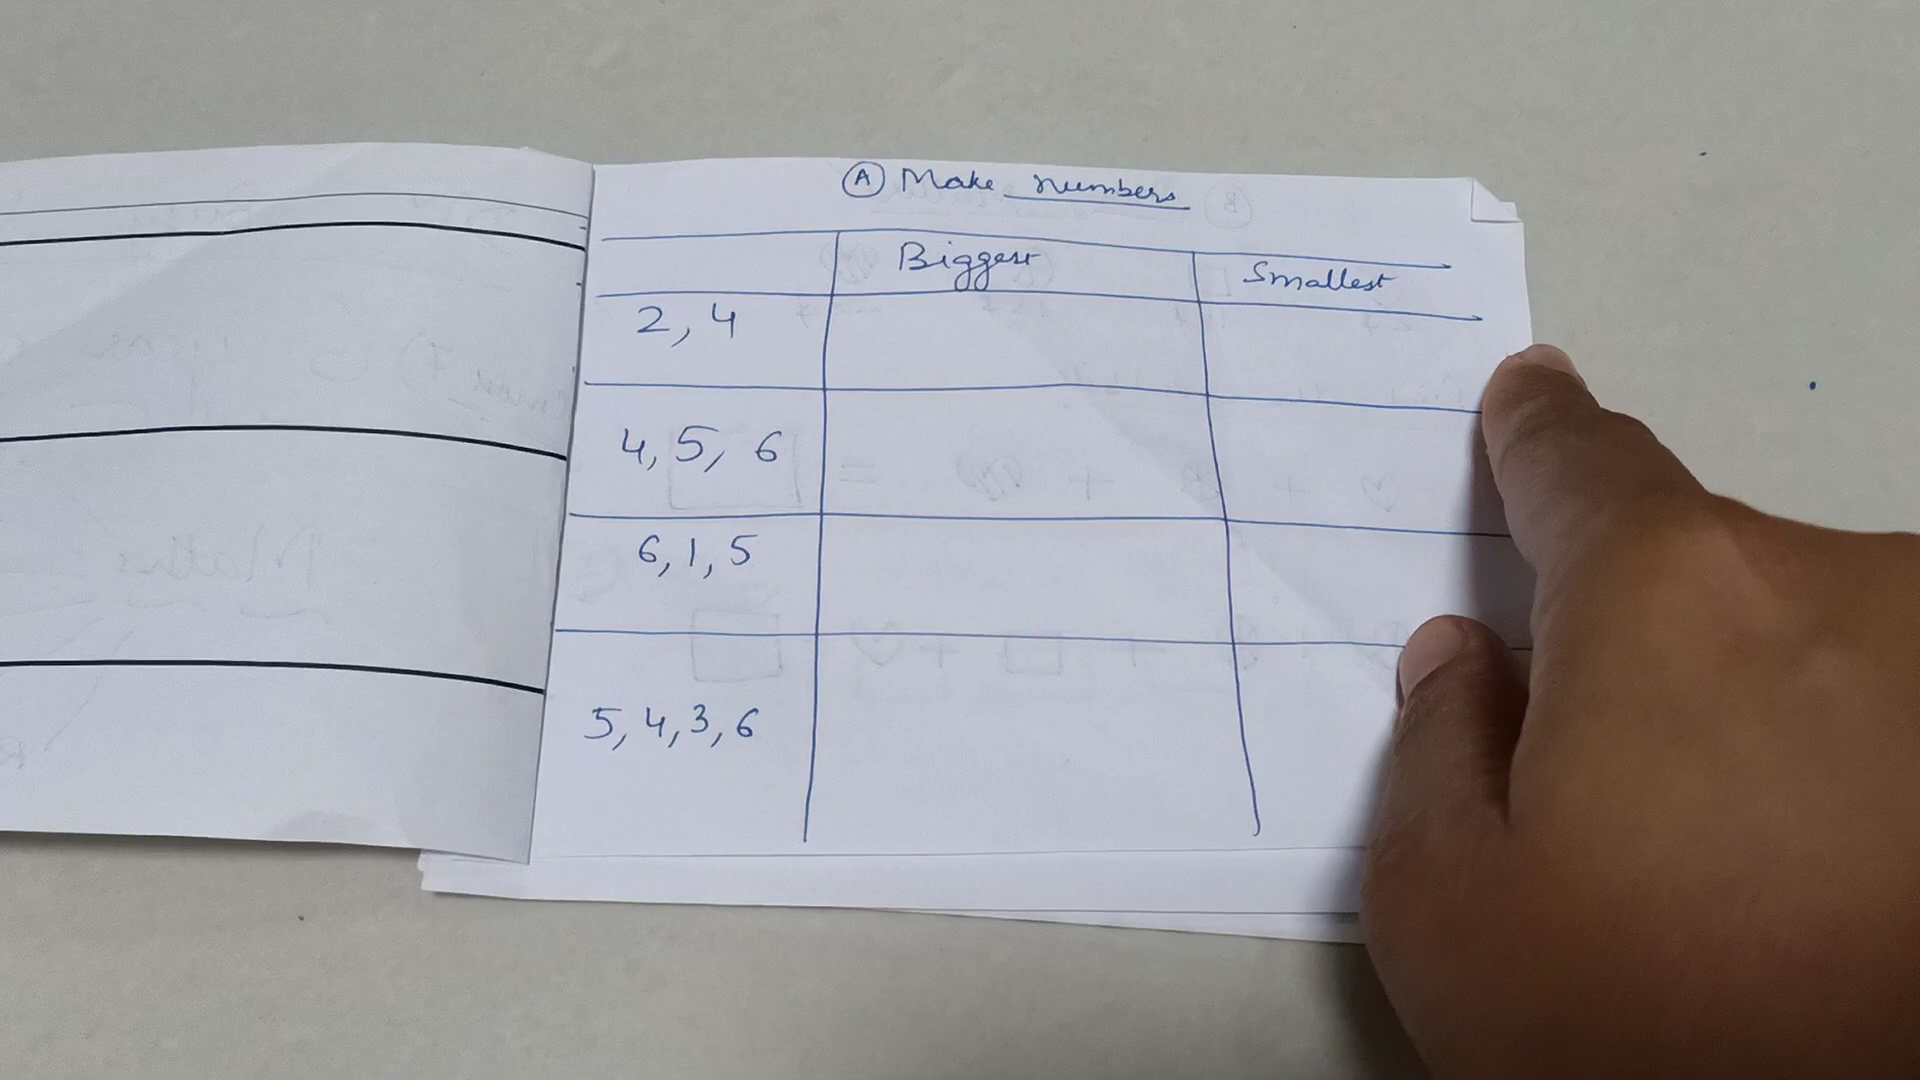 A Make numbers
Biggest Smallest
2, 4
4, 5, 6
6, 1, 5
5, 4, 3, 6